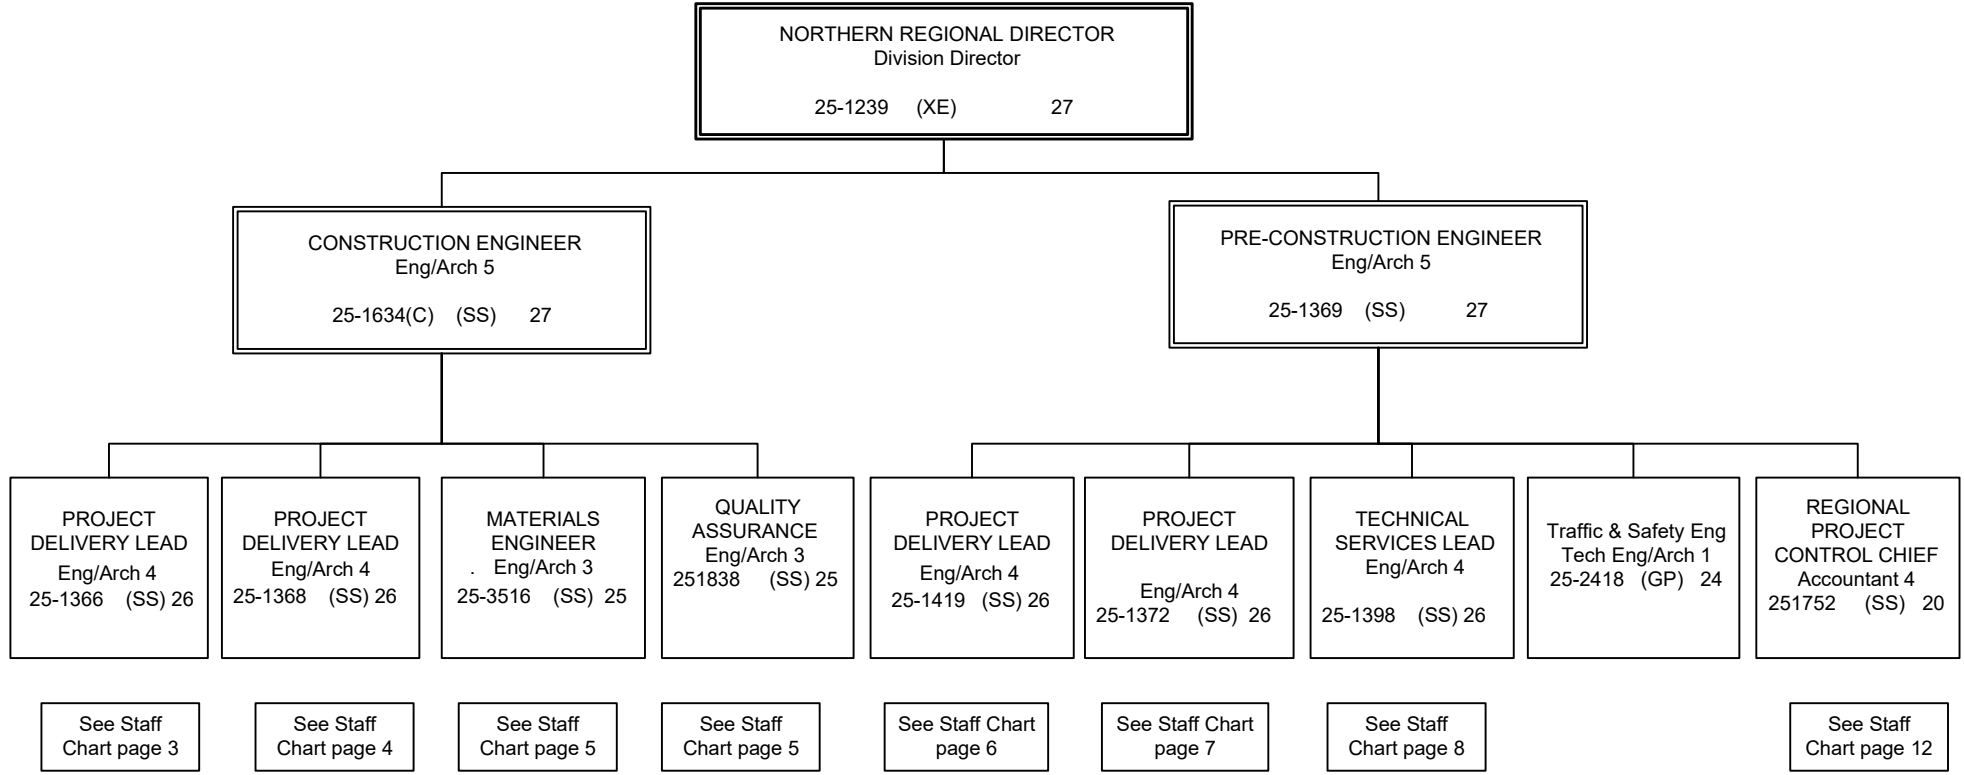 NORTHERN REGIONAL DIRECTOR
Division Director
25-1239 (XE) 27
CONSTRUCTION ENGINEER
Eng/Arch 5
25-1634(C) (SS) 27
PRE-CONSTRUCTION ENGINEER
Eng/Arch 5
25-1369 (SS) 27
PROJECT
DELIVERY LEAD
Eng/Arch 4
25-1366 (SS) 26
PROJECT
DELIVERY LEAD
Eng/Arch 4
25-1368 (SS) 26
MATERIALS
ENGINEER
. Eng/Arch 3
25-3516 (SS) 25
QUALITY
ASSURANCE
Eng/Arch 3
251838 (SS) 25
PROJECT
DELIVERY LEAD
Eng/Arch 4
25-1419 (SS) 26
PROJECT
DELIVERY LEAD
Eng/Arch 4
25-1372 (SS) 26
TECHNICAL
SERVICES LEAD
Eng/Arch 4
25-1398 (SS) 26
Traffic & Safety Eng
Tech Eng/Arch 1
25-2418 (GP) 24
REGIONAL
PROJECT
CONTROL CHIEF
Accountant 4
251752 (SS) 20
See Staff
Chart page 3
See Staff
Chart page 4
See Staff
Chart page 5
See Staff
Chart page 5
See Staff Chart
page 6
See Staff Chart
page 7
See Staff
Chart page 8
See Staff
Chart page 12